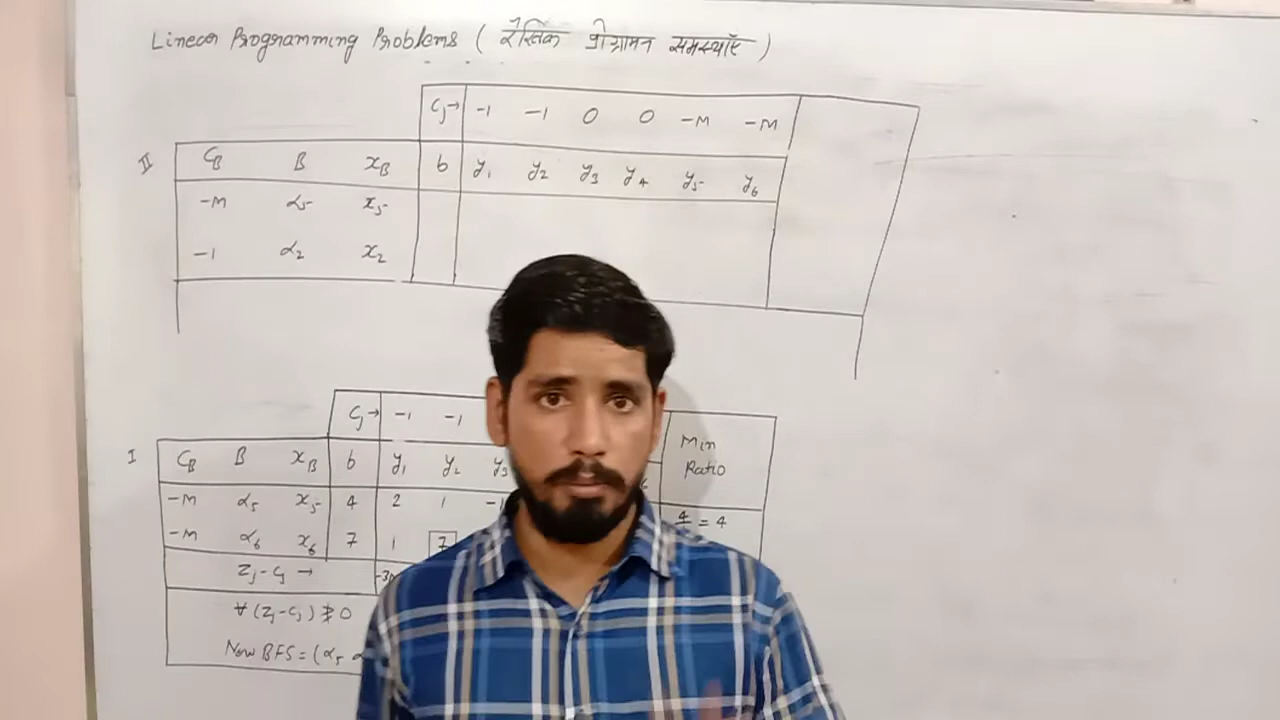 Linear Programming Problems ( रैखिक प्रोग्रामन समस्याएँ )
Cj→ -1 -1 0 0 -M -M
II CB B xB b y1 y2 y3 y4 y5 y6
-M α5 x5
-1 α2 x2
Cj→ -1 -1
I CB B xB b y1 y2 y3 Min Ratio
-M α5 x5 4 2 1 -1 4/1 = 4
-M α6 x6 7 1 7
Zj-Cj → -3M
∀ (Zj-Cj) ≱ 0
New BFS = (α5